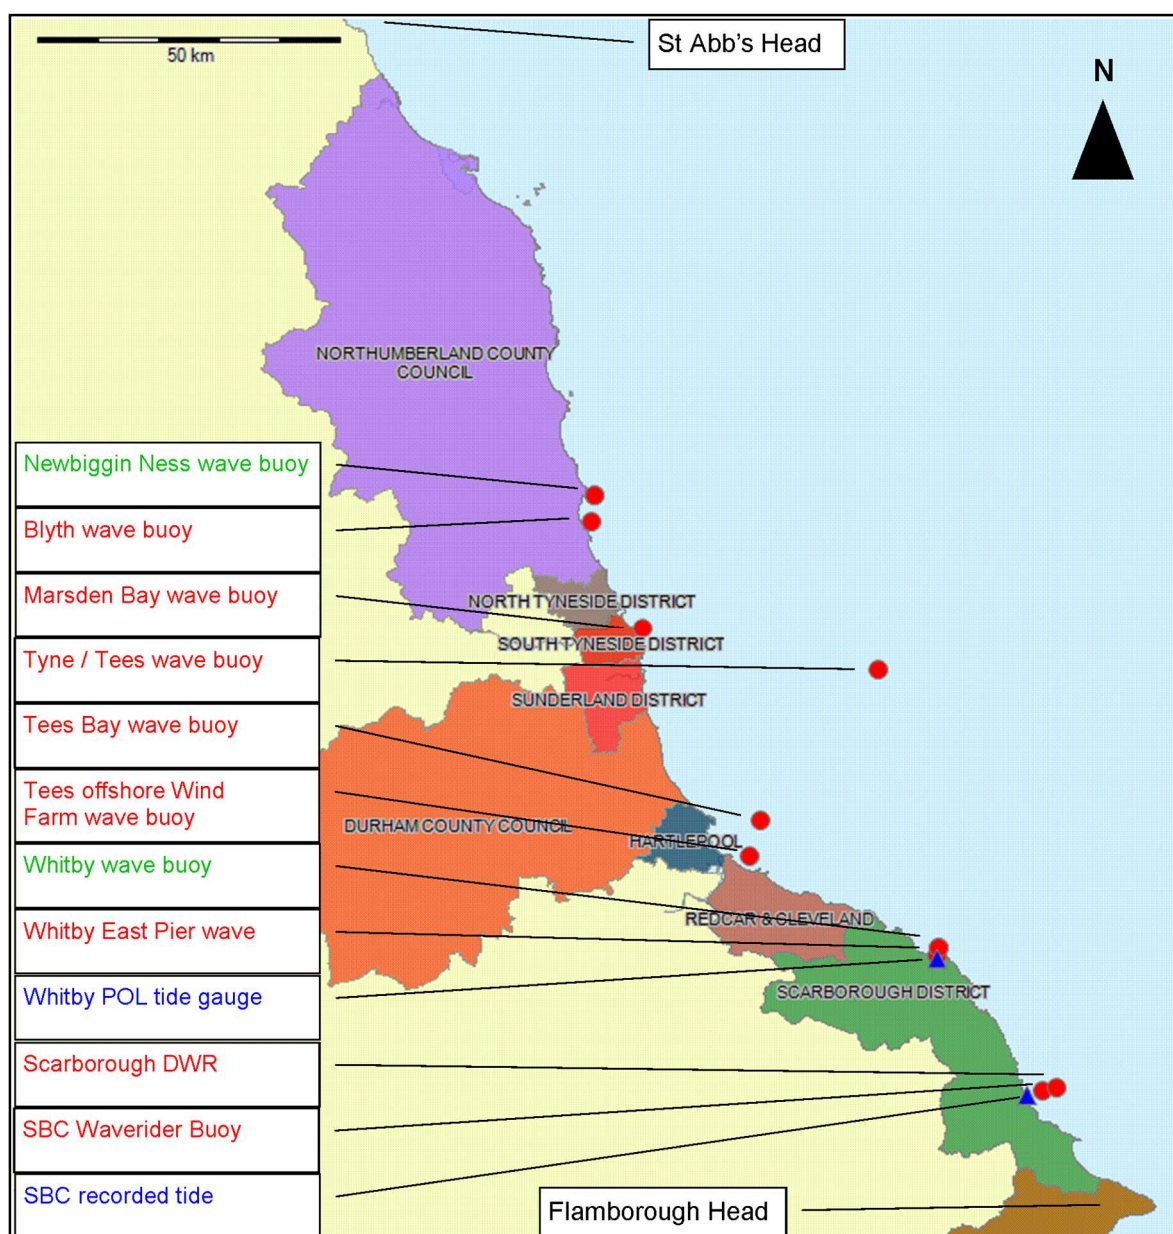 St Abb's Head
50 km
N
NORTHUMBERLAND COUNTY
COUNCIL
Newbiggin Ness wave buoy
Blyth wave buoy
Marsden Bay wave buoy
NORTH TYNESIDE DISTRICT
SOUTH TYNESIDE DISTRICT
Tyne / Tees wave buoy
SUNDERLAND DISTRICT
Tees Bay wave buoy
Tees offshore Wind
Farm wave buoy
DURHAM COUNTY COUNCIL
HARTLEPOOL
Whitby wave buoy
REDCAR & CLEVELAND
Whitby East Pier wave
Whitby POL tide gauge
SCARBOROUGH DISTRICT
Scarborough DWR
SBC Waverider Buoy
SBC recorded tide
Flamborough Head